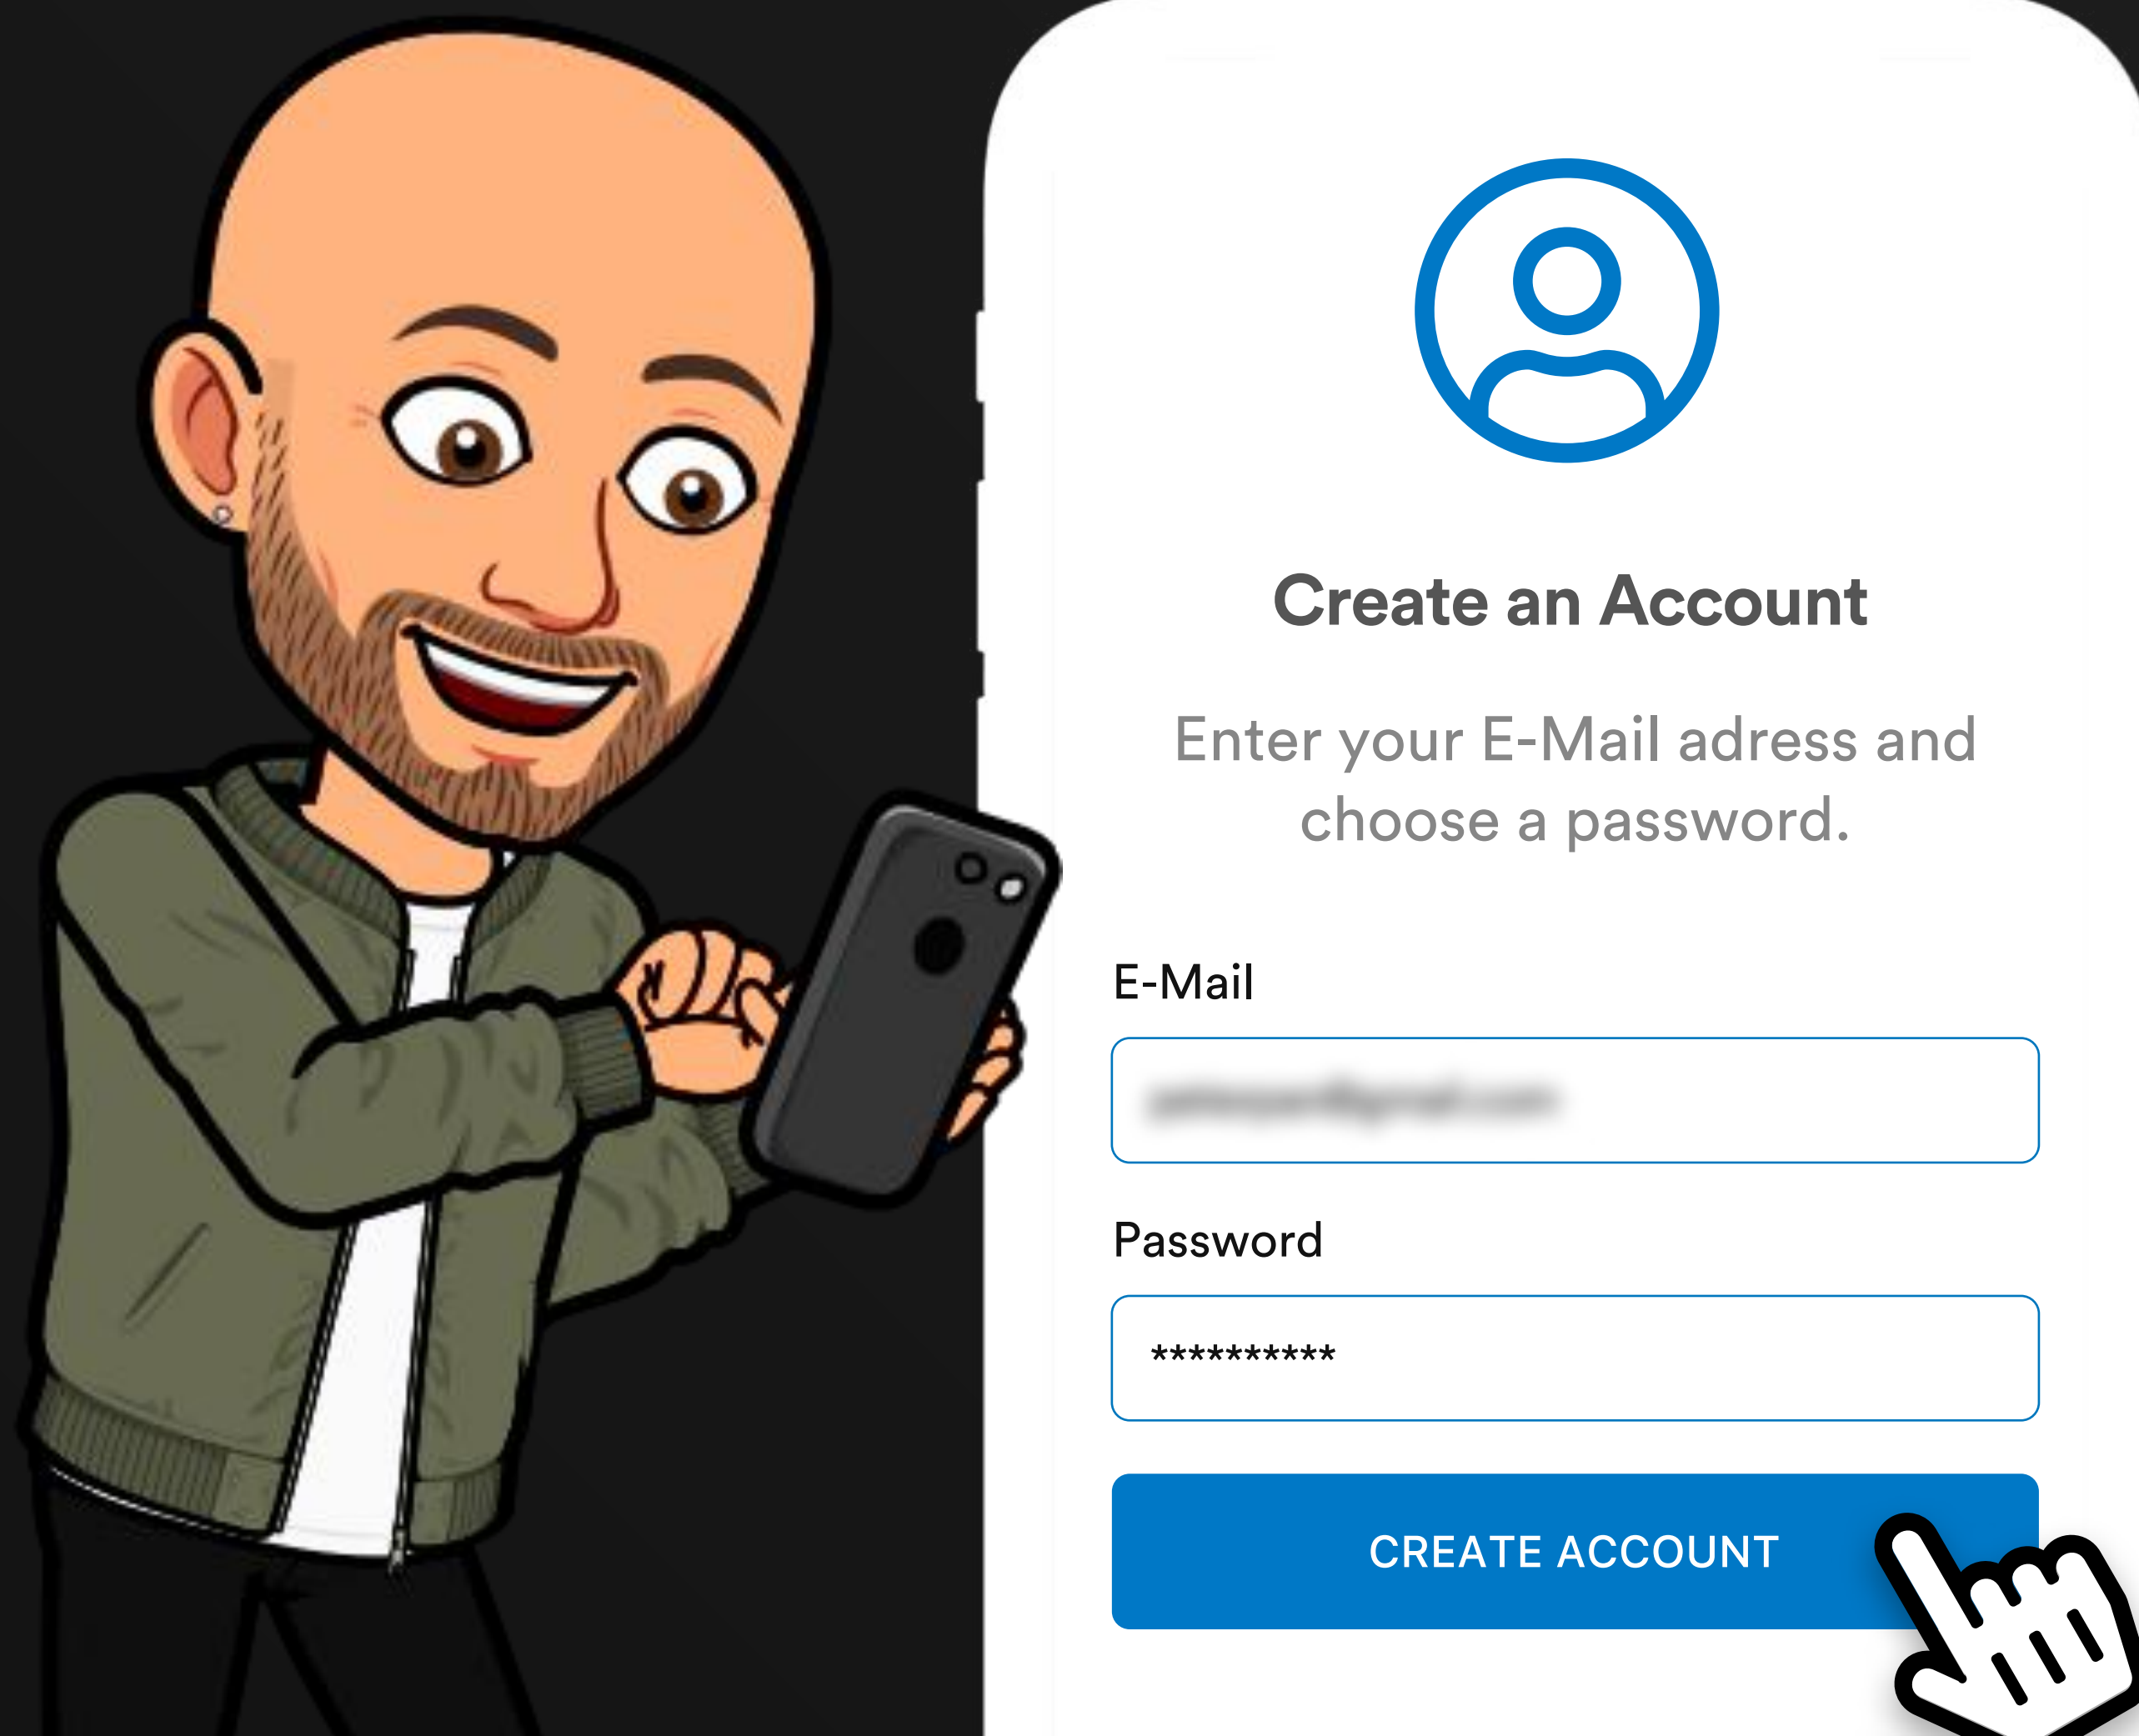 Create an Account
Enter your E-Mail adress and
choose a password.
E-Mail
Password
**********
CREATE ACCOUNT